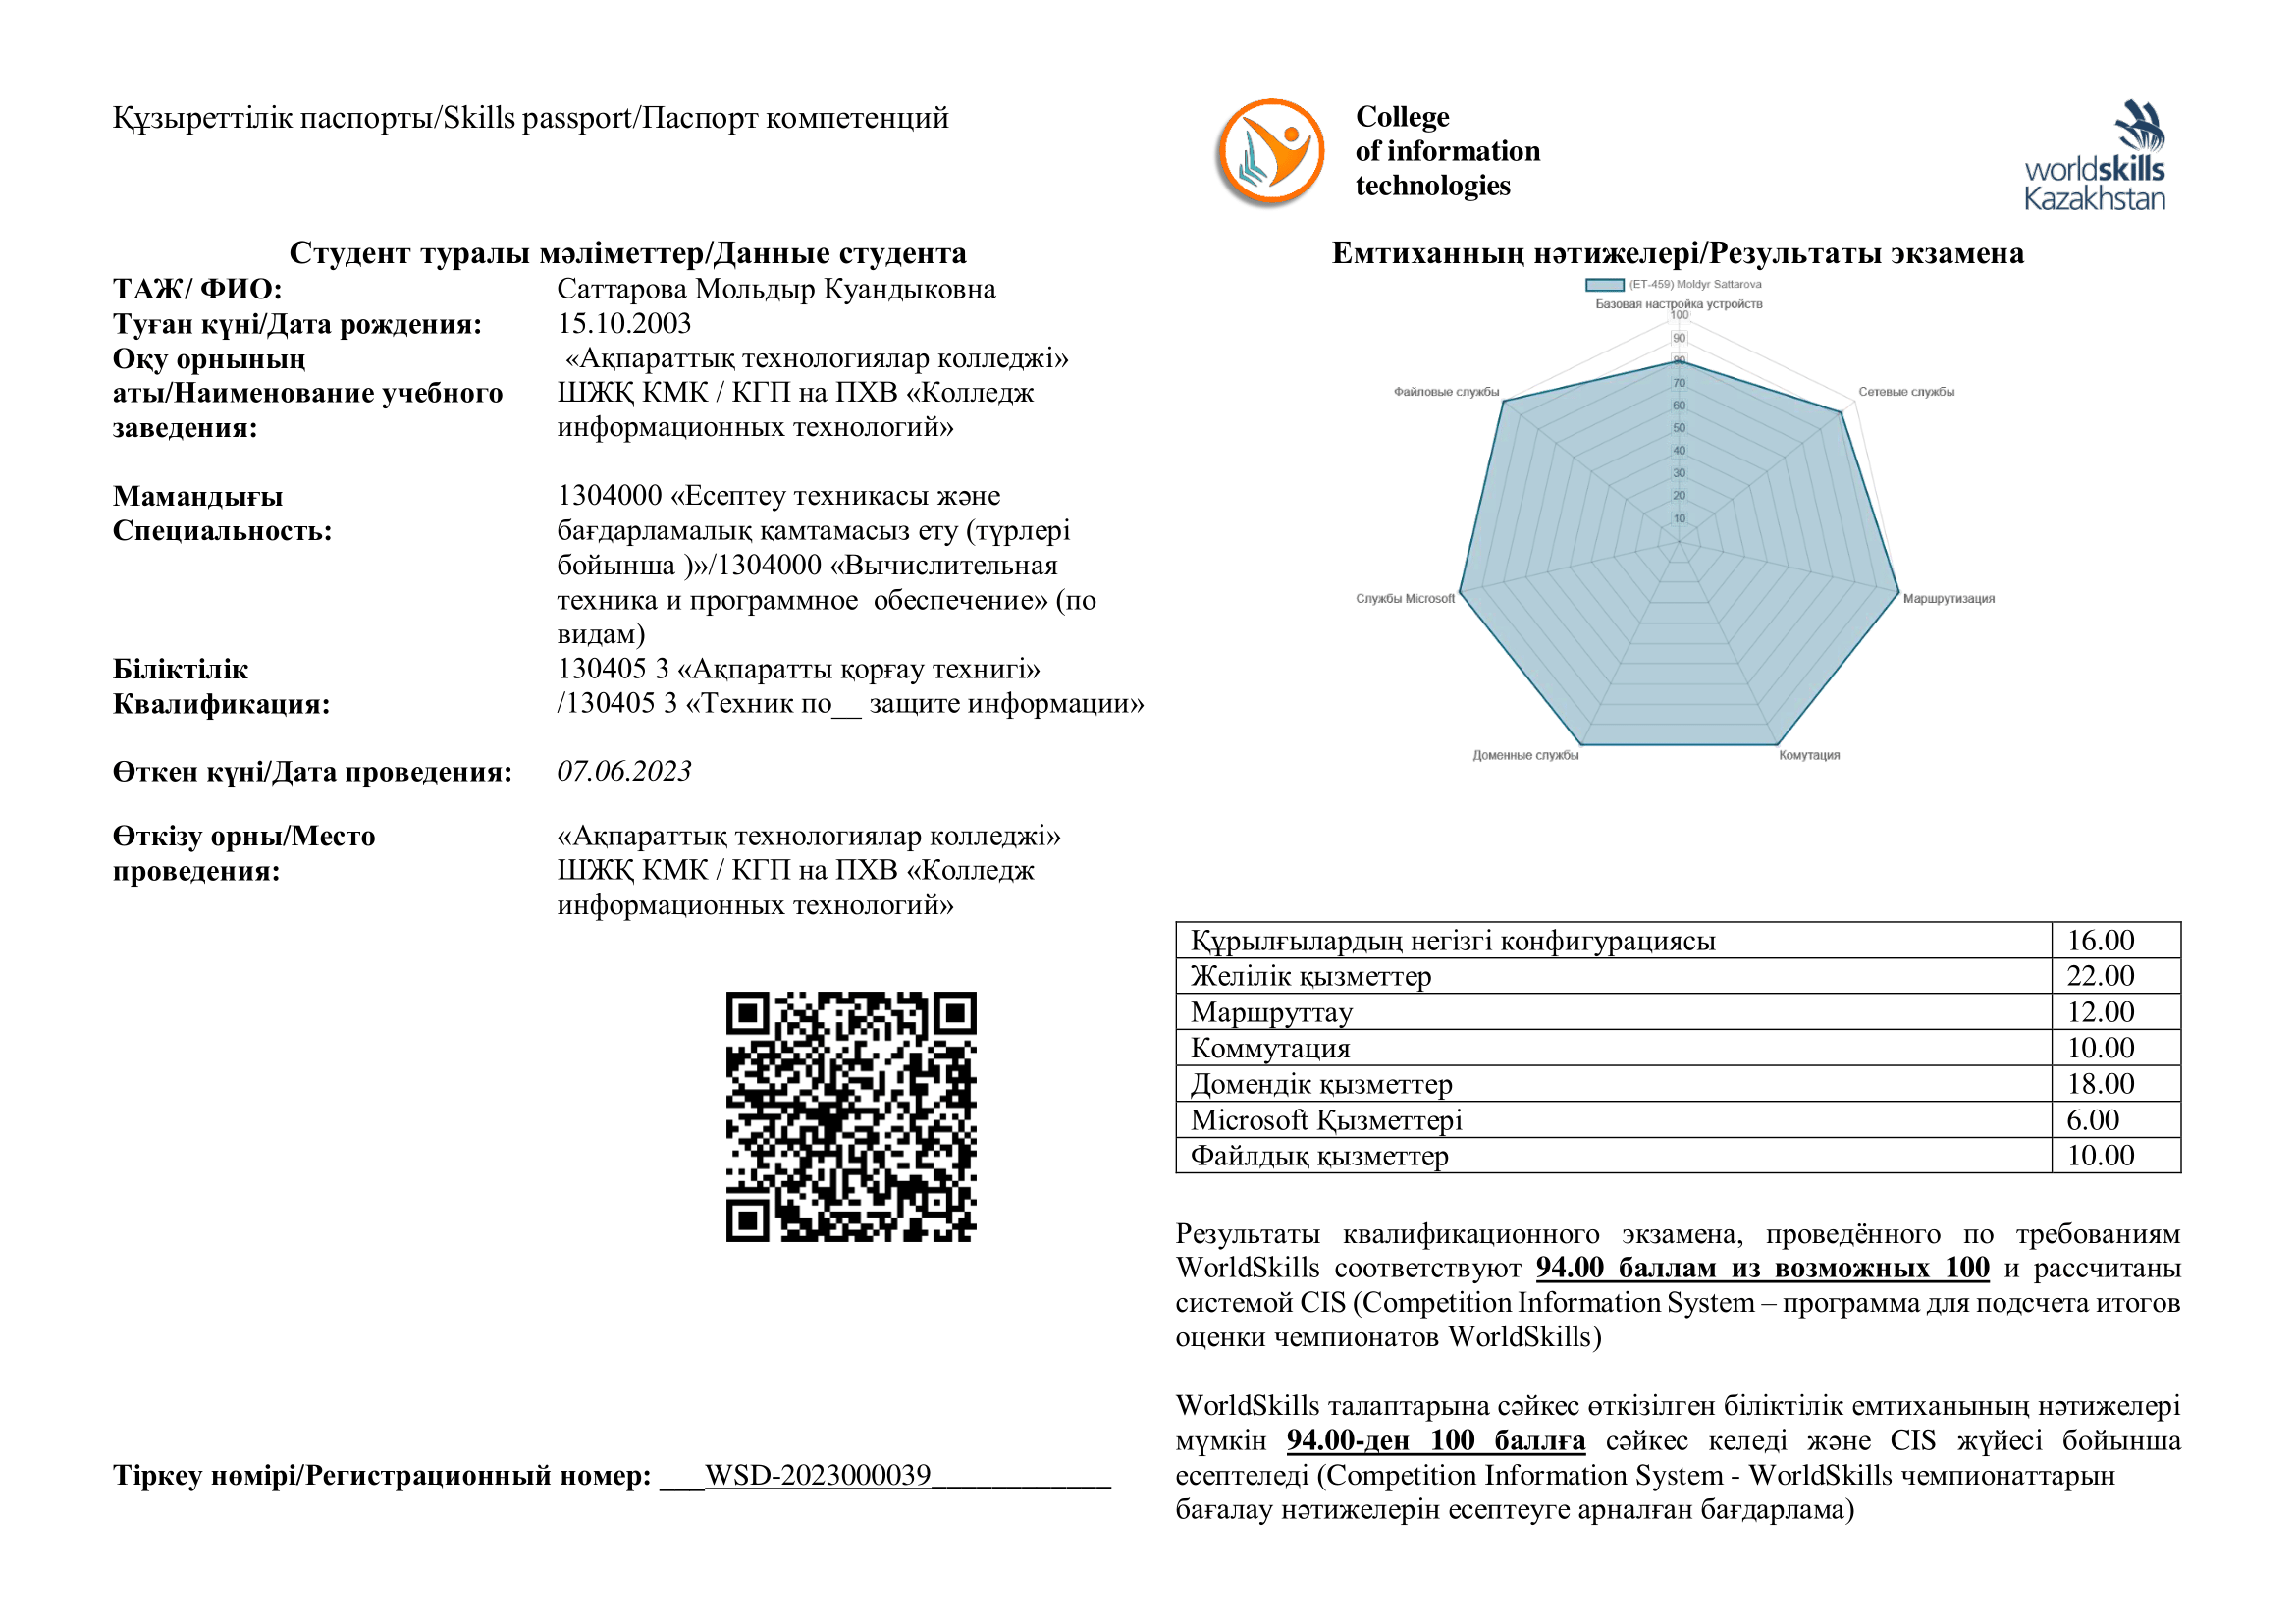 Құзыреттілік паспорты/Skills passport/Паспорт компетенций
College
of information
technologies
worldskills
Kazakhstan
Студент туралы мәліметтер/Данные студента
ТАЖ/ ФИО: Саттарова Мольдыр Куандыковна
Туған күні/Дата рождения: 15.10.2003
Оқу орнының «Ақпараттық технологиялар колледжі»
аты/Наименование учебного ШЖҚ КМК / КГП на ПХВ «Колледж
заведения: информационных технологий»
Мамандығы 1304000 «Есептеу техникасы және
Специальность: бағдарламалық қамтамасыз ету (түрлері
бойынша )»/1304000 «Вычислительная
техника и программное обеспечение» (по
видам)
Біліктілік 130405 3 «Ақпаратты қорғау технигі»
Квалификация: /130405 3 «Техник по__ защите информации»
Өткен күні/Дата проведения: 07.06.2023
Өткізу орны/Место «Ақпараттық технологиялар колледжі»
проведения: ШЖҚ КМК / КГП на ПХВ «Колледж
информационных технологий»
Тіркеу нөмірі/Регистрационный номер: ___WSD-2023000039____________
Емтиханның нәтижелері/Результаты экзамена
(ET-459) Moldyr Sattarova
Базовая настройка устройств
100
90
80
70
60
50
40
30
20
10
Файловые службы
Сетевые службы
Службы Microsoft
Маршрутизация
Доменные службы
Комутация
Құрылғылардың негізгі конфигурациясы 16.00
Желілік қызметтер 22.00
Маршруттау 12.00
Коммутация 10.00
Домендік қызметтер 18.00
Microsoft Қызметтері 6.00
Файлдық қызметтер 10.00
Результаты квалификационного экзамена, проведённого по требованиям
WorldSkills соответствуют 94.00 баллам из возможных 100 и рассчитаны
системой CIS (Competition Information System – программа для подсчета итогов
оценки чемпионатов WorldSkills)
WorldSkills талаптарына сәйкес өткізілген біліктілік емтиханының нәтижелері
мүмкін 94.00-ден 100 баллға сәйкес келеді және CIS жүйесі бойынша
есептеледі (Competition Information System - WorldSkills чемпионаттарын
бағалау нәтижелерін есептеуге арналған бағдарлама)